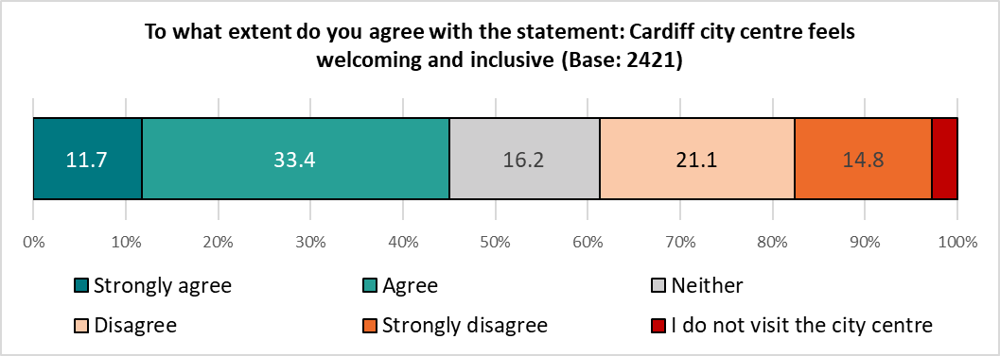 To what extent do you agree with the statement: Cardiff city centre feels
welcoming and inclusive (Base: 2421)
11.7 33.4 16.2 21.1 14.8
0% 10% 20% 30% 40% 50% 60% 70% 80% 90% 100%
Strongly agree Agree Neither
Disagree Strongly disagree I do not visit the city centre